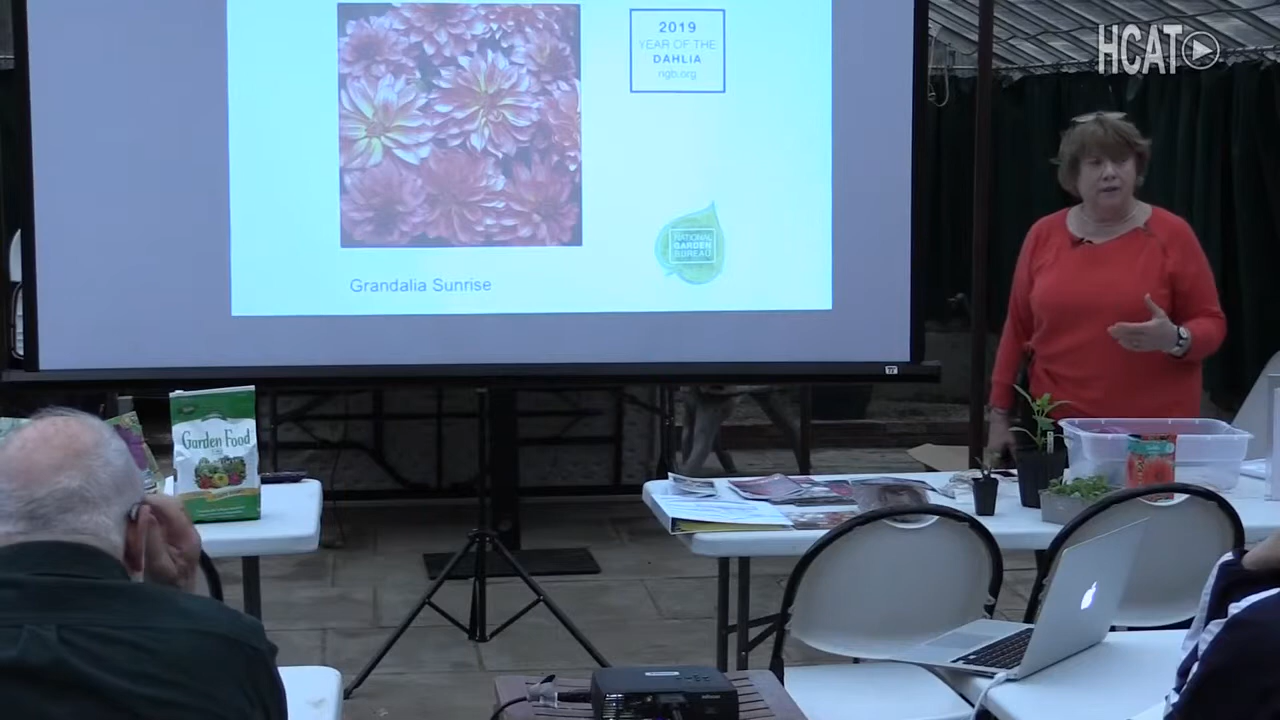 2019
YEAR OF THE
DAHLIA
ngb.org
HCAT
NATIONAL
GARDEN
BUREAU
Grandalia Sunrise
Garden Food